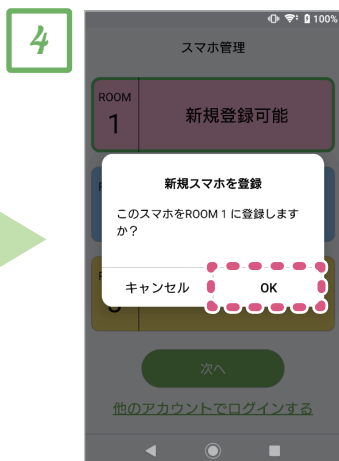 4
100%
スマホ管理
ROOM
1
新規登録可能
新規スマホを登録
このスマホをROOM 1 に登録します
か？
キャンセル
OK
次へ
他のアカウントでログインする